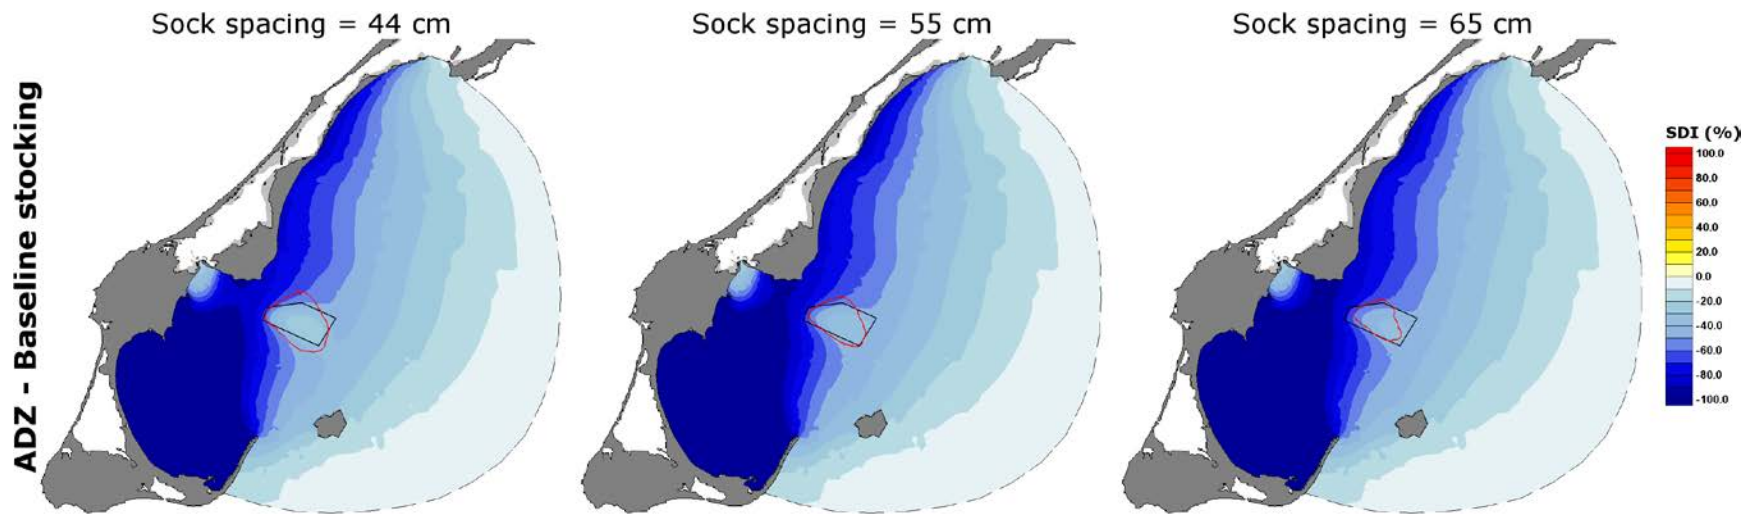 Sock spacing = 44 cm
Sock spacing = 55 cm
Sock spacing = 65 cm
ADZ - Baseline stocking
SDI (%)
100.0
80.0
60.0
40.0
20.0
0.0
-20.0
-40.0
-60.0
-80.0
-100.0